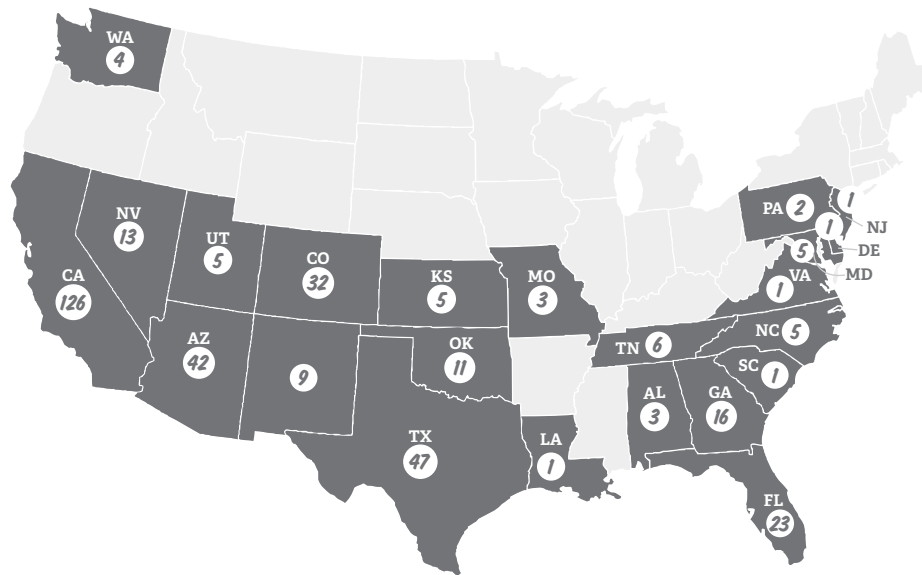 WA
4
NV
13
UT
5
CO
32
CA
126
AZ
42
9
KS
5
OK
11
TX
47
MO
3
LA
1
TN 6
AL
3
GA
16
FL
23
SC 1
NC 5
VA
1
PA 2
1
NJ
1
DE
5
MD